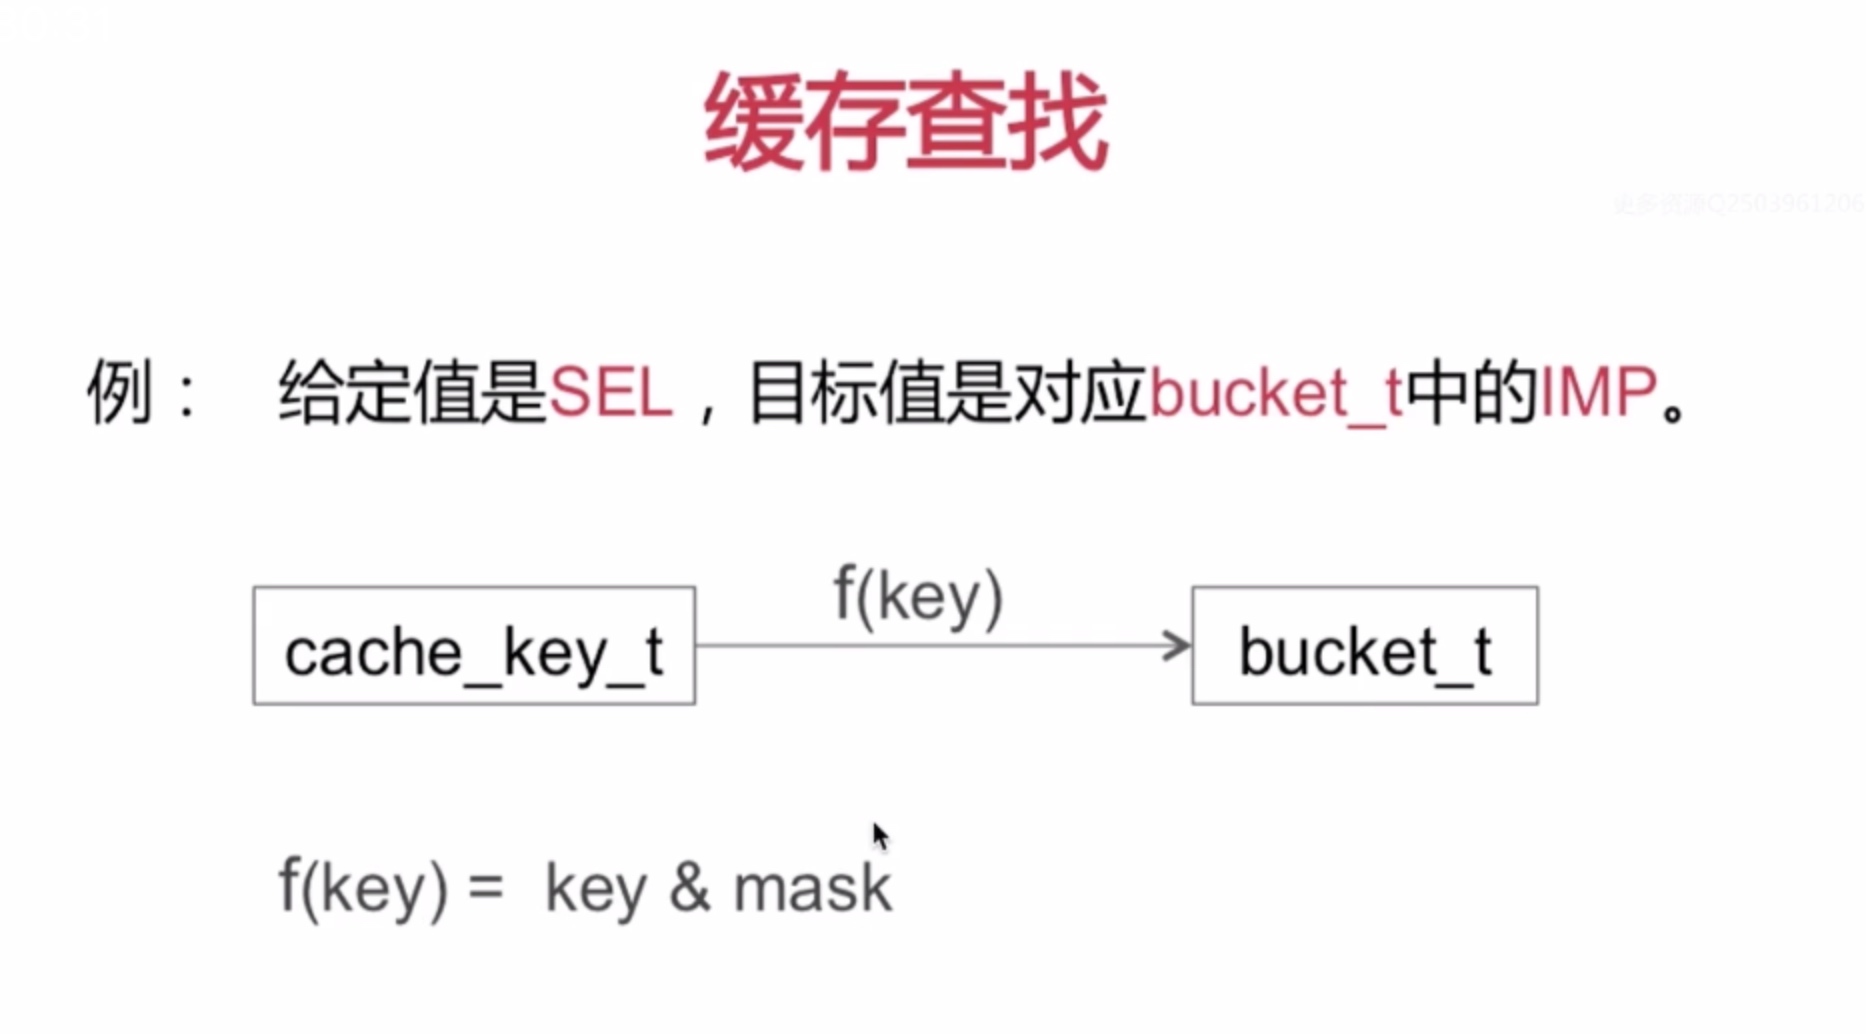 缓存查找
更多资源Q2503961206
例： 给定值是SEL，目标值是对应bucket_t中的IMP。
f(key)
cache_key_t
bucket_t
f(key) = key & mask